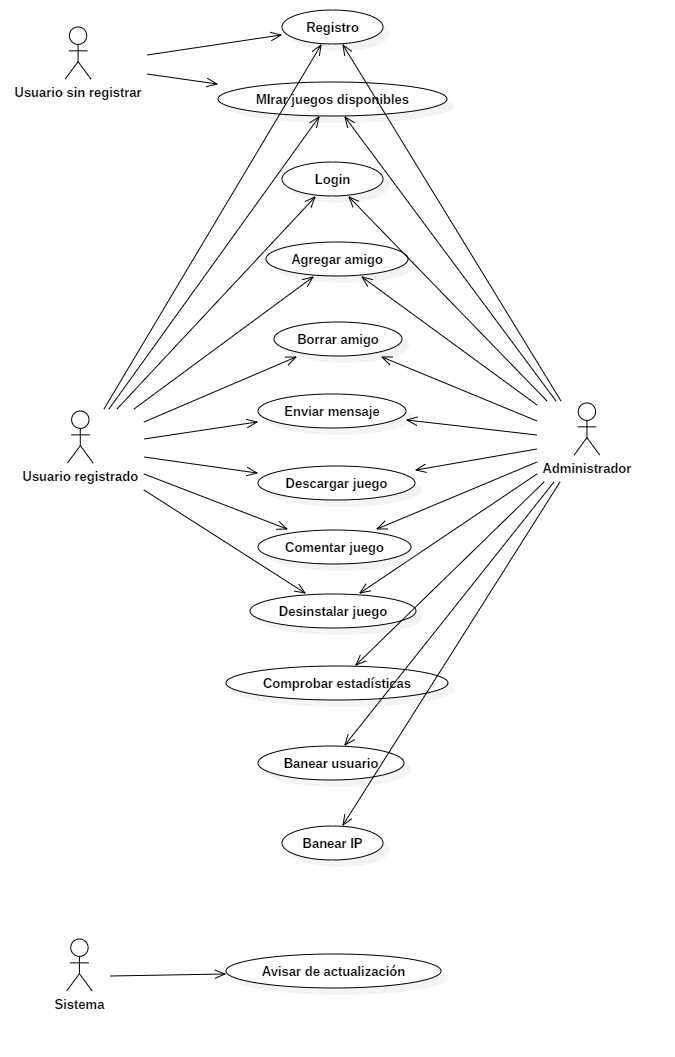 Registro
Usuario sin registrar
MIrar juegos disponibles
Login
Agregar amigo
Borrar amigo
Enviar mensaje
Usuario registrado
Administrador
Descargar juego
Comentar juego
Desinstalar juego
Comprobar estadísticas
Banear usuario
Banear IP
Avisar de actualización
Sistema